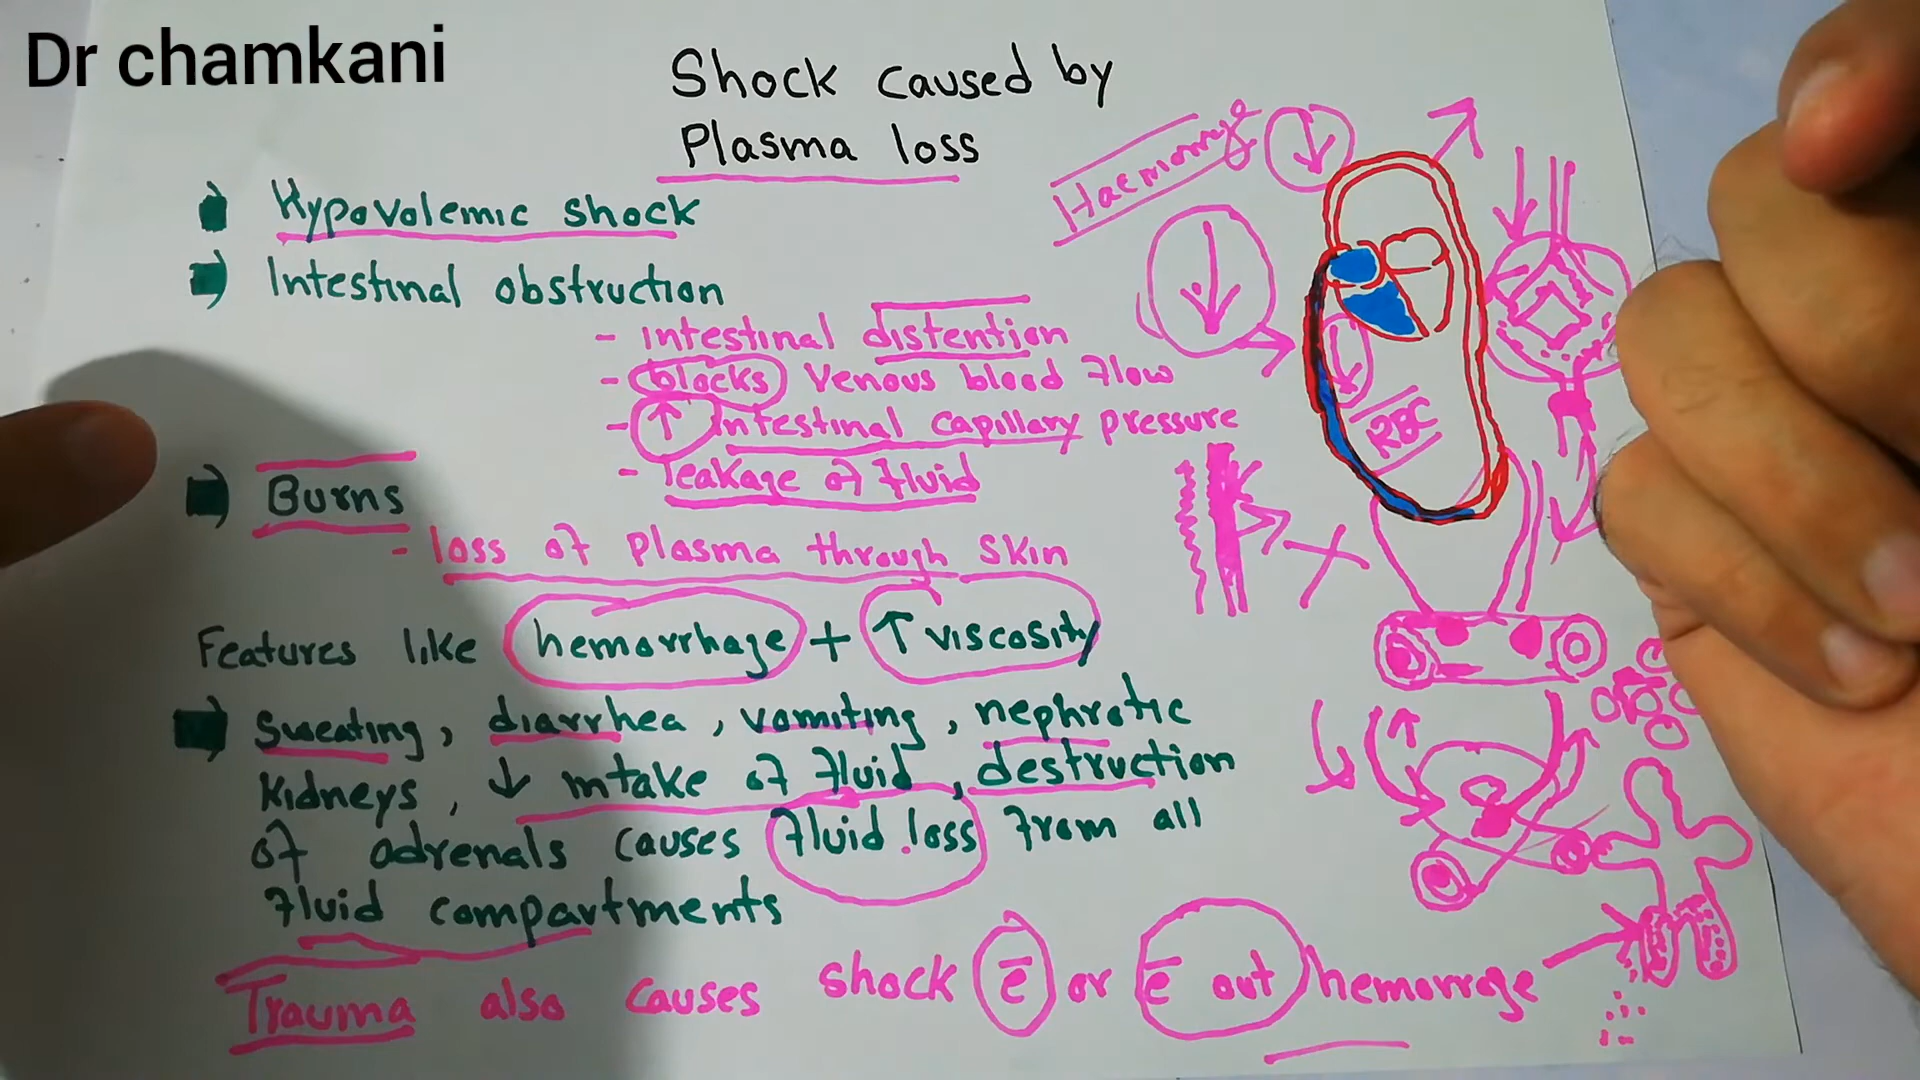 Dr chamkani
Shock caused by
Plasma loss
Haemorrage ↓
Hypovolemic shock
Intestinal obstruction
- intestinal distention
- blocks venous blood flow
- ↑ intestinal capillary pressure
- leakage of fluid
RBC
Burns
- loss of plasma through skin
Features like hemorrhage + ↑ viscosity
Sweating, diarrhea, vomiting, nephrotic
Kidneys, ↓ intake of fluid, destruction
of adrenals causes fluid loss from all
fluid compartments
Trauma also causes shock c̄ or c̄ out hemorrage